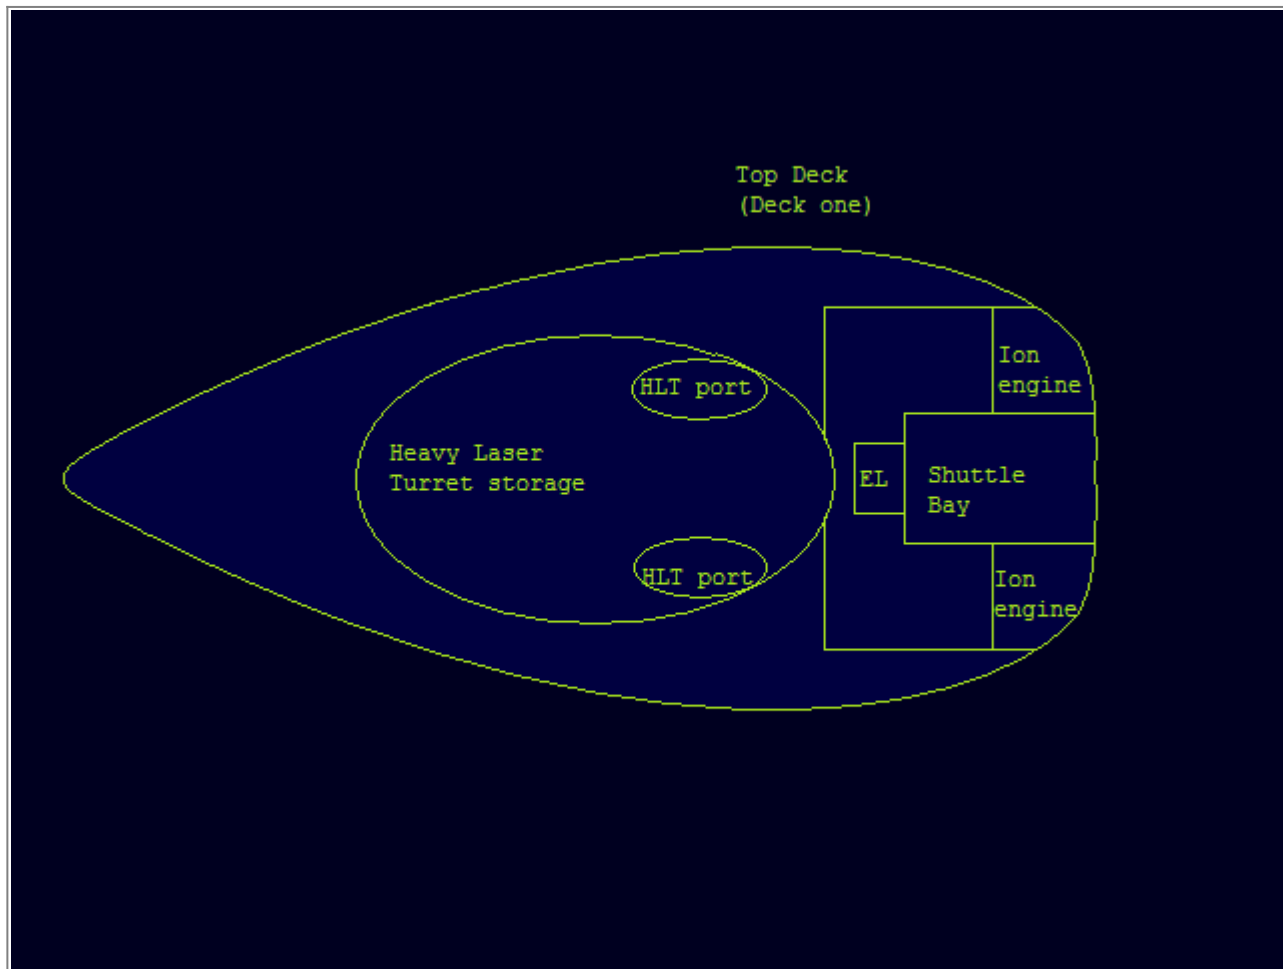 Top Deck
(Deck one)
Ion
engine
HLT port
Heavy Laser
Turret storage
EL
Shuttle
Bay
HLT port
Ion
engine